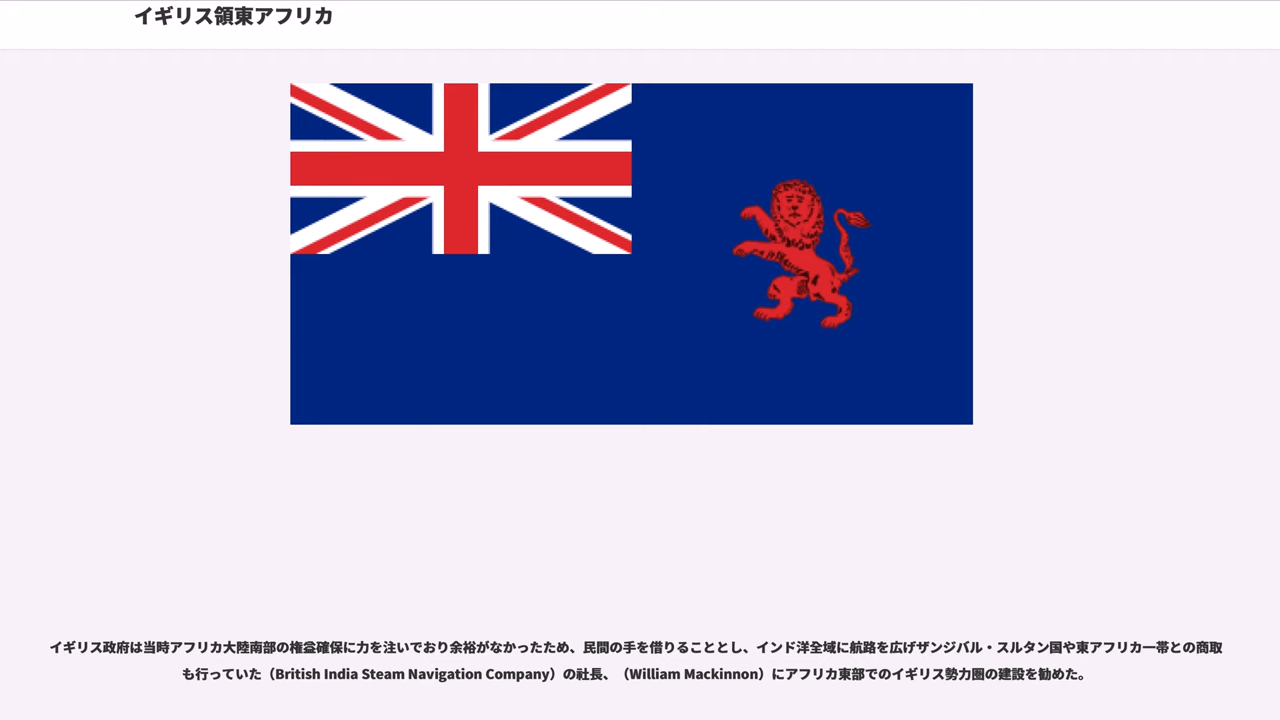 イギリス領東アフリカ
イギリス政府は当時アフリカ大陸南部の権益確保に力を注いでおり余裕がなかったため、民間の手を借りることとし、インド洋全域に航路を広げザンジバル・スルタン国や東アフリカ一帯との商取
も行っていた（British India Steam Navigation Company）の社長、（William Mackinnon）にアフリカ東部でのイギリス勢力圏の建設を勧めた。